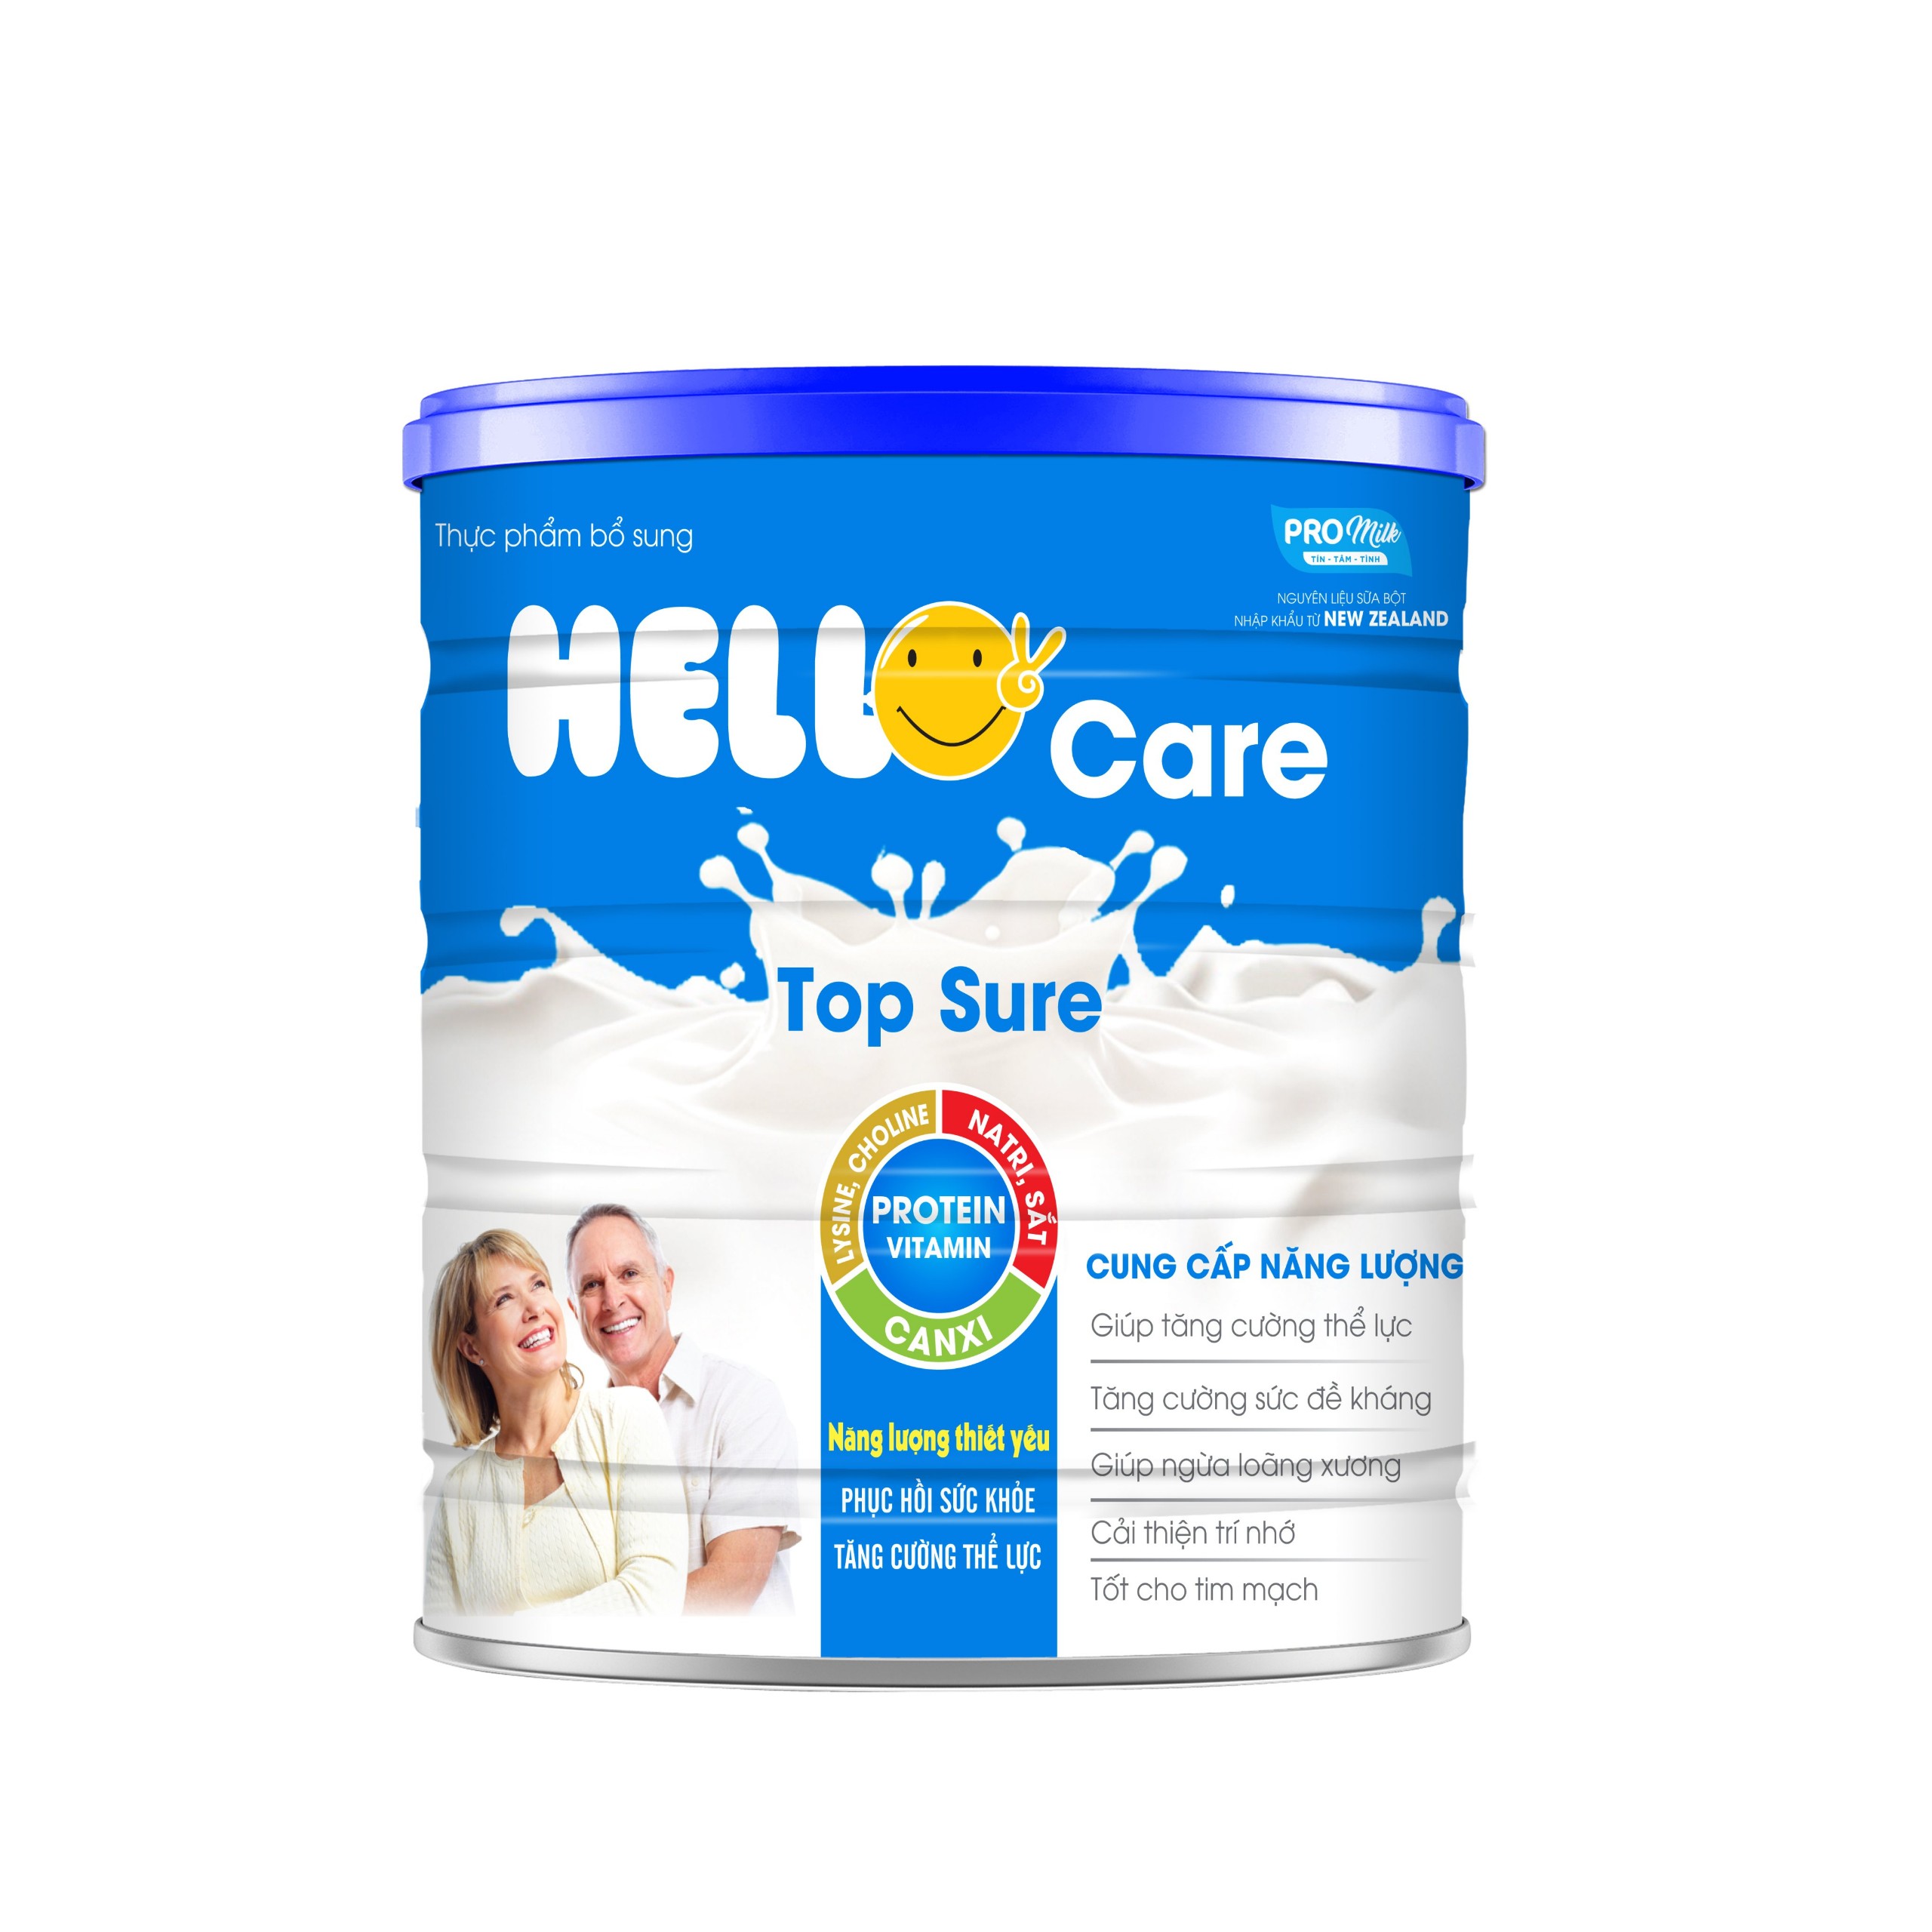 Thực phẩm bổ sung
PRO Milk
TÍN - TÂM - TÌNH
NGUYÊN LIỆU SỮA BỘT
NHẬP KHẨU TỪ NEW ZEALAND
HELLO Care
Top Sure
LYSINE, CHOLINE
NATRI, SẮT
PROTEIN
VITAMIN
CANXI
Năng lượng thiết yếu
PHỤC HỒI SỨC KHỎE
TĂNG CƯỜNG THỂ LỰC
CUNG CẤP NĂNG LƯỢNG
Giúp tăng cường thể lực
Tăng cường sức đề kháng
Giúp ngừa loãng xương
Cải thiện trí nhớ
Tốt cho tim mạch